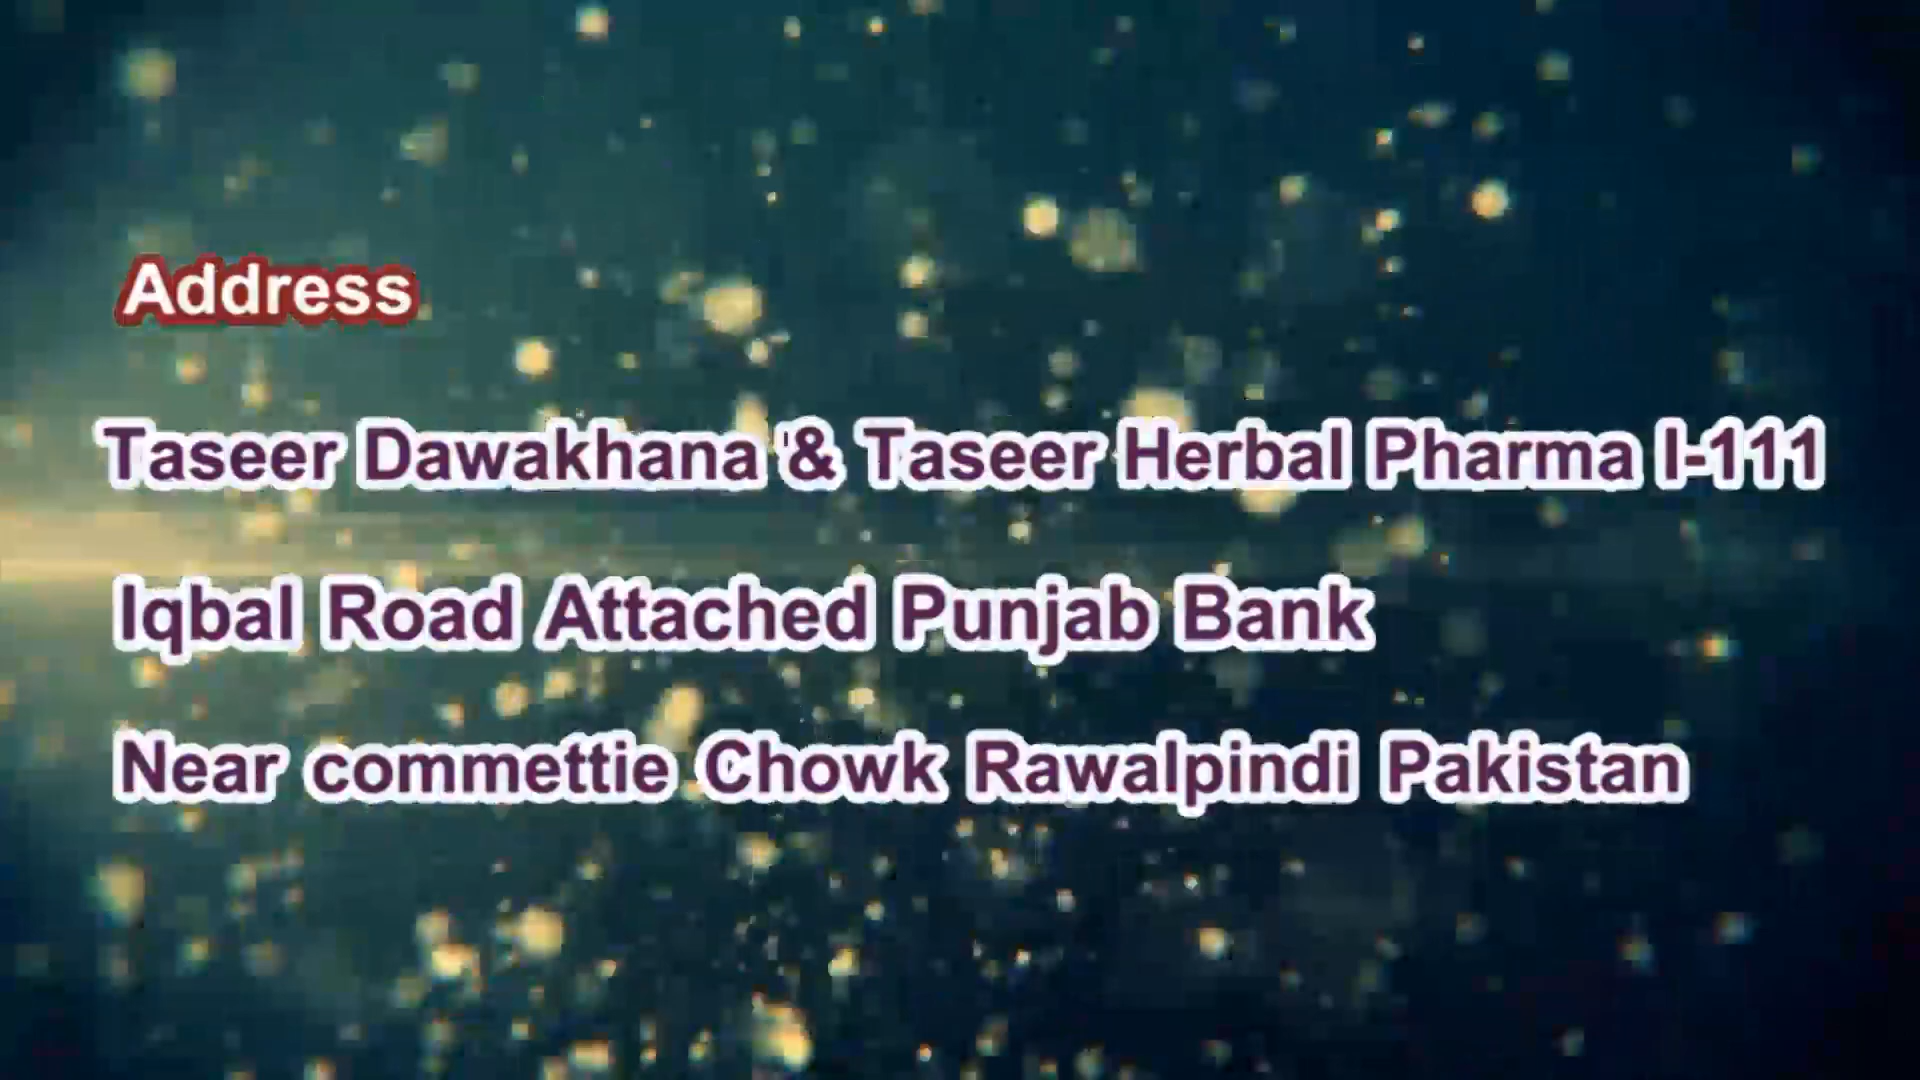 Address
Taseer Dawakhana & Taseer Herbal Pharma I-111
Iqbal Road Attached Punjab Bank
Near commettie Chowk Rawalpindi Pakistan